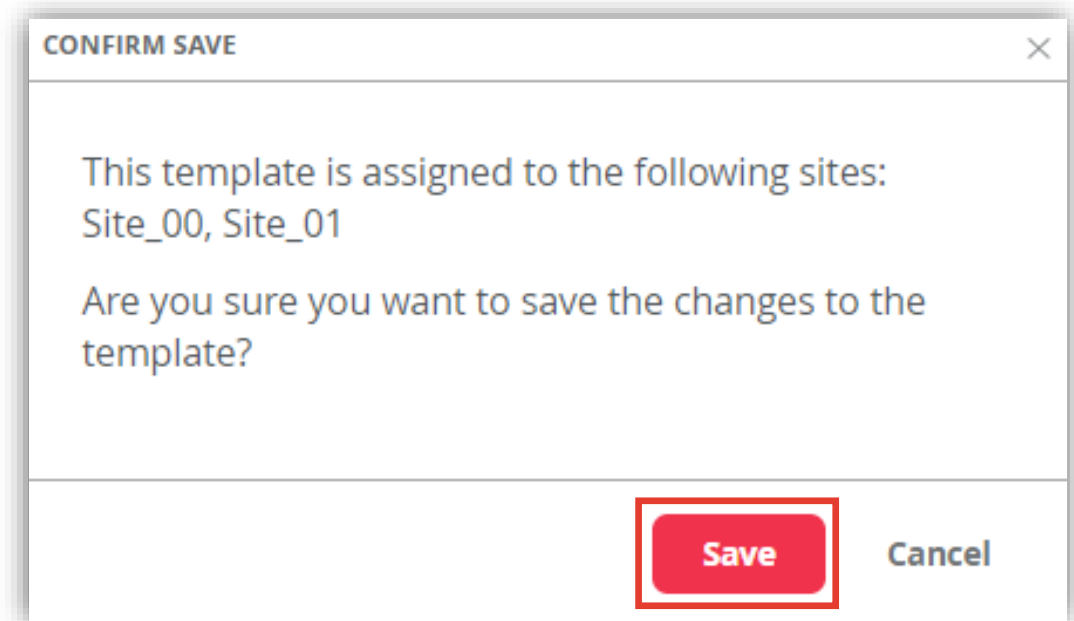 CONFIRM SAVE
This template is assigned to the following sites:
Site_00, Site_01
Are you sure you want to save the changes to the
template?
Save
Cancel